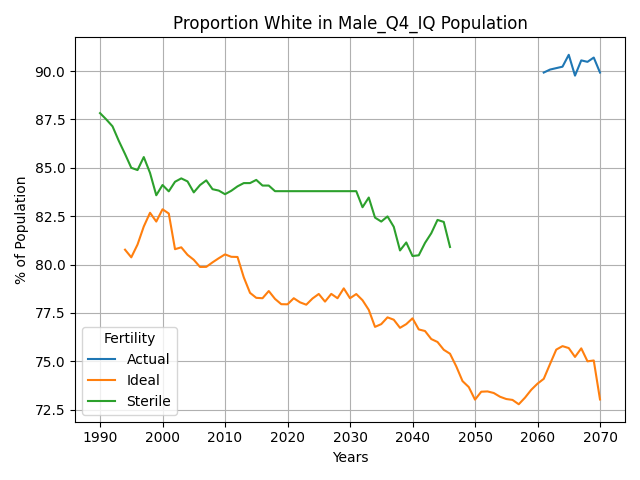 Proportion White in Male_Q4_IQ Population
% of Population
90.0
87.5
85.0
82.5
80.0
77.5
75.0
72.5
Fertility
Actual
Ideal
Sterile
1990 2000 2010 2020 2030 2040 2050 2060 2070
Years